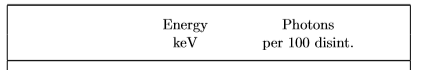 Energy Photons
keV per 100 disint.